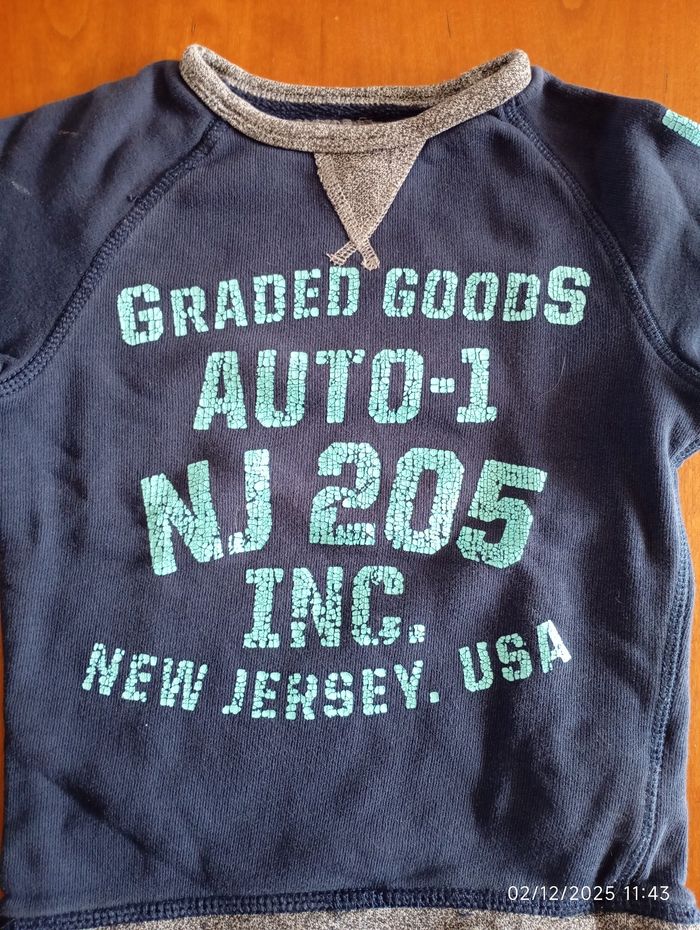 GRADED GOODS
AUTO-1
NJ 205
INC.
NEW JERSEY. USA
02/12/2025 11:43